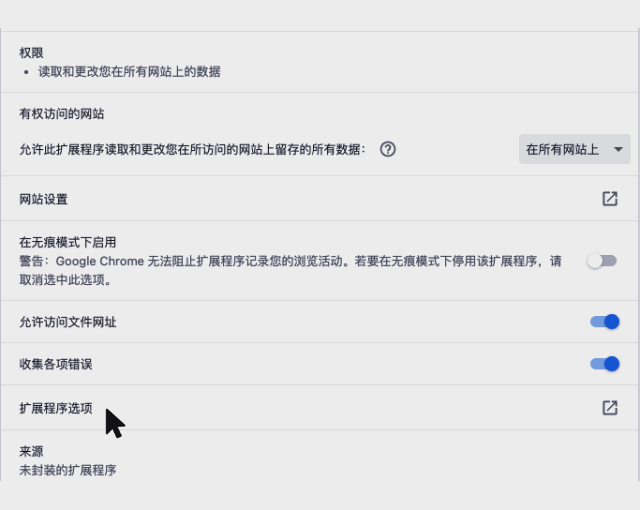 权限
• 读取和更改您在所有网站上的数据
有权访问的网站
允许此扩展程序读取和更改您在所访问的网站上留存的所有数据：
在所有网站上
网站设置
在无痕模式下启用
警告：Google Chrome 无法阻止扩展程序记录您的浏览活动。若要在无痕模式下停用该扩展程序，请
取消选中此选项。
允许访问文件网址
收集各项错误
扩展程序选项
来源
未封装的扩展程序